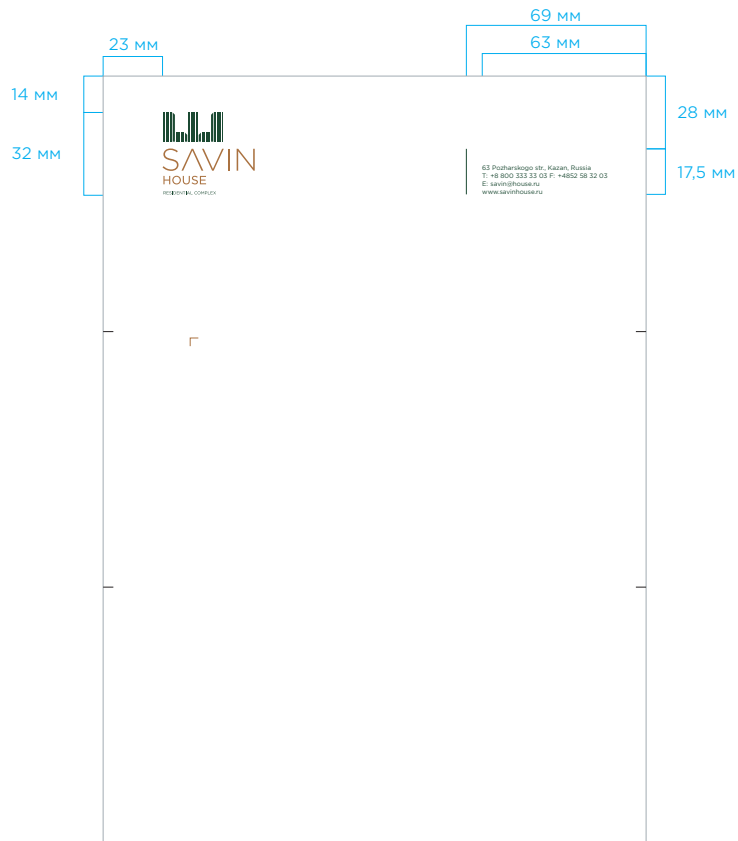 69 мм
63 мм
23 мм
14 мм
28 мм
32 мм
17,5 мм
SAVIN
HOUSE
RESIDENTIAL COMPLEX
63 Pozharskogo str., Kazan, Russia
T: +8 800 333 33 03 F: +4852 58 32 03
E: savin@house.ru
www.savinhouse.ru